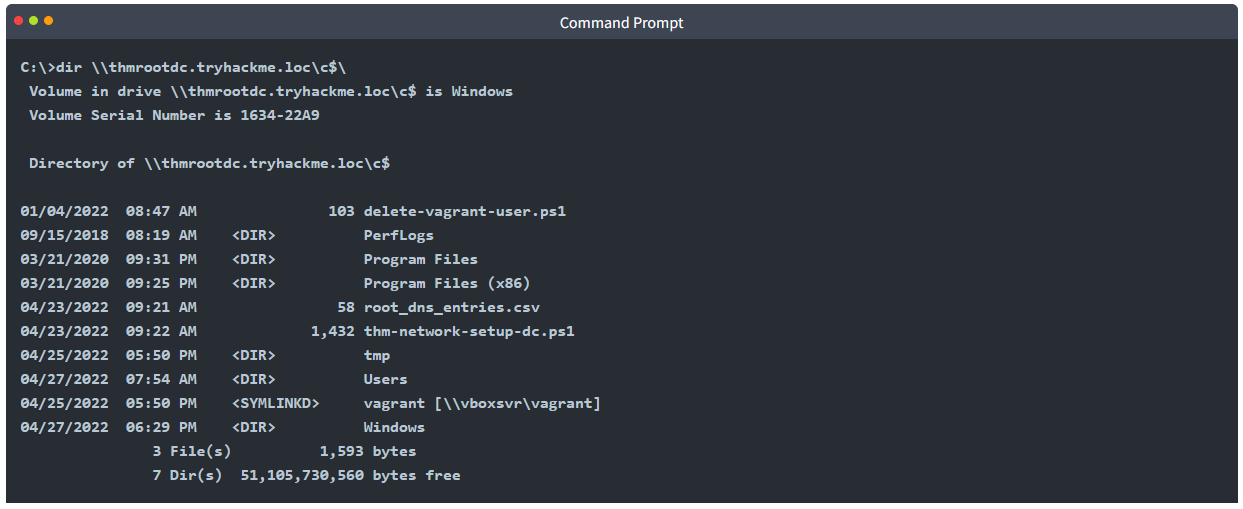 Command Prompt
C:\>dir \\thmrootdc.tryhackme.loc\c$\
 Volume in drive \\thmrootdc.tryhackme.loc\c$ is Windows
 Volume Serial Number is 1634-22A9
 Directory of \\thmrootdc.tryhackme.loc\c$
01/04/2022  08:47 AM               103 delete-vagrant-user.ps1
09/15/2018  08:19 AM    <DIR>          PerfLogs
03/21/2020  09:31 PM    <DIR>          Program Files
03/21/2020  09:25 PM    <DIR>          Program Files (x86)
04/23/2022  09:21 AM                58 root_dns_entries.csv
04/23/2022  09:22 AM             1,432 thm-network-setup-dc.ps1
04/25/2022  05:50 PM    <DIR>          tmp
04/27/2022  07:54 AM    <DIR>          Users
04/25/2022  05:50 PM    <SYMLINKD>     vagrant [\\vboxsvr\vagrant]
04/27/2022  06:29 PM    <DIR>          Windows
               3 File(s)          1,593 bytes
               7 Dir(s)  51,105,730,560 bytes free